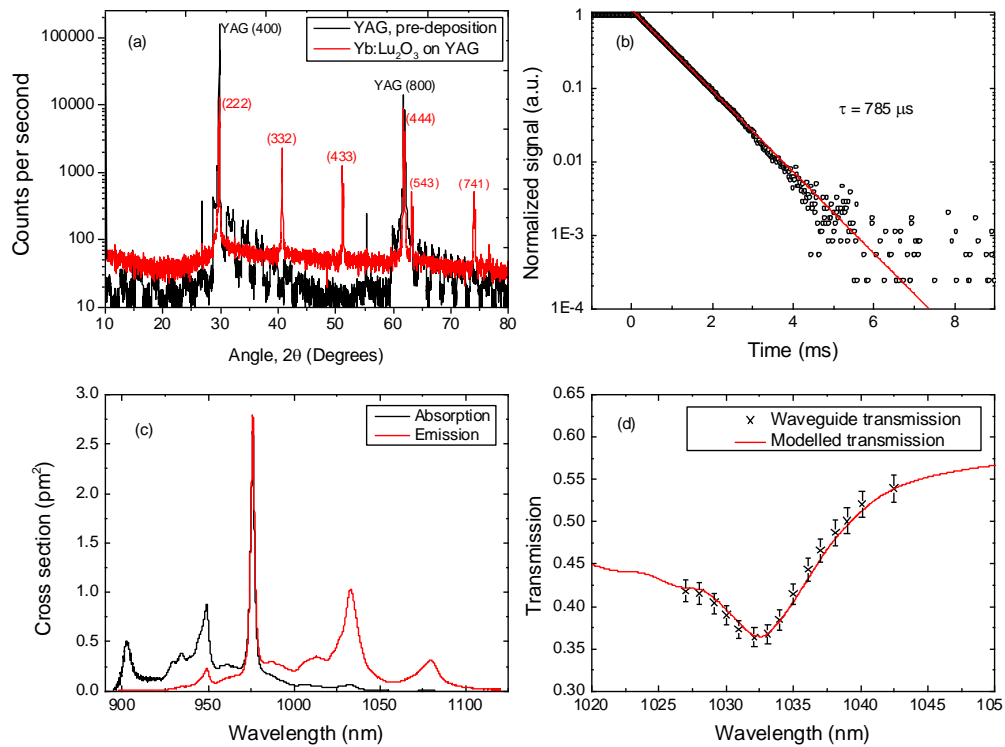 (a)
YAG (400)
YAG, pre-deposition
Yb:Lu₂O₃ on YAG
YAG (800)
(222)
(444)
(332)
(433)
(543)
(741)
100000
10000
1000
100
10
Counts per second
10 20 30 40 50 60 70 80
Angle, 2θ (Degrees)
(b)
τ = 785 μs
1
0.1
0.01
1E-3
1E-4
Normalized signal (a.u.)
0 2 4 6 8
Time (ms)
(c)
Absorption
Emission
3.0
2.5
2.0
1.5
1.0
0.5
0.0
Cross section (pm²)
900 950 1000 1050 1100
Wavelength (nm)
(d)
Waveguide transmission
Modelled transmission
0.65
0.60
0.55
0.50
0.45
0.40
0.35
0.30
Transmission
1020 1025 1030 1035 1040 1045 105
Wavelength (nm)